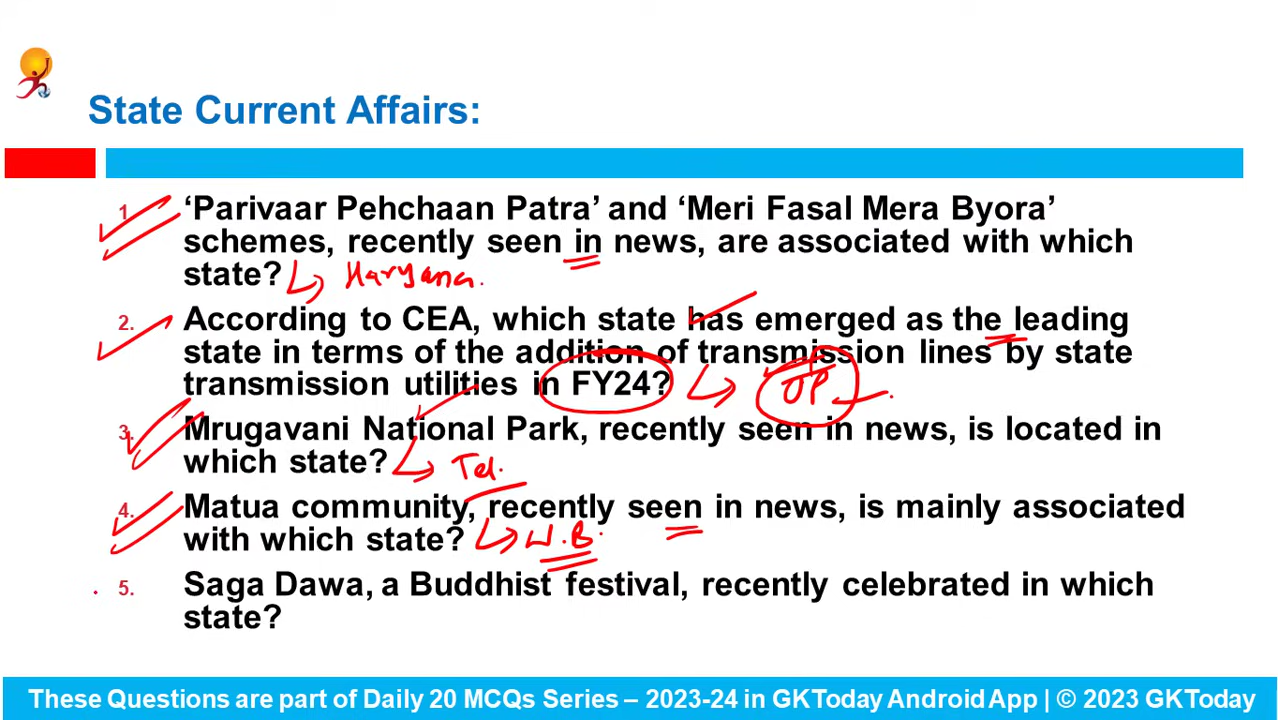 State Current Affairs:
1. ‘Parivaar Pehchaan Patra’ and ‘Meri Fasal Mera Byora’
schemes, recently seen in news, are associated with which
state? Haryana.
2. According to CEA, which state has emerged as the leading
state in terms of the addition of transmission lines by state
transmission utilities in FY24? UP
3. Mrugavani National Park, recently seen in news, is located in
which state? Tel.
4. Matua community, recently seen in news, is mainly associated
with which state? W.B.
5. Saga Dawa, a Buddhist festival, recently celebrated in which
state?
These Questions are part of Daily 20 MCQs Series – 2023-24 in GKToday Android App | © 2023 GKToday